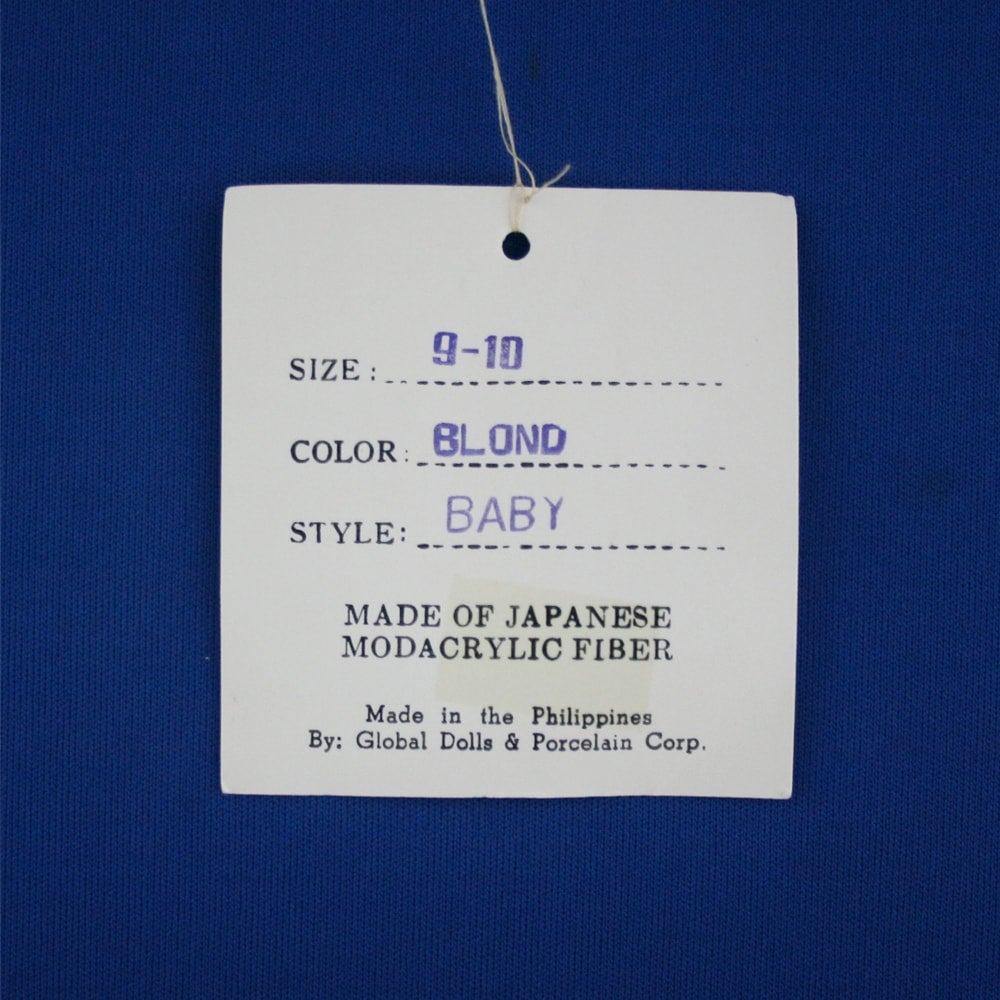 SIZE: 9-10
COLOR: BLOND
STYLE: BABY
MADE OF JAPANESE
MODACRYLIC FIBER
Made in the Philippines
By: Global Dolls & Porcelain Corp.